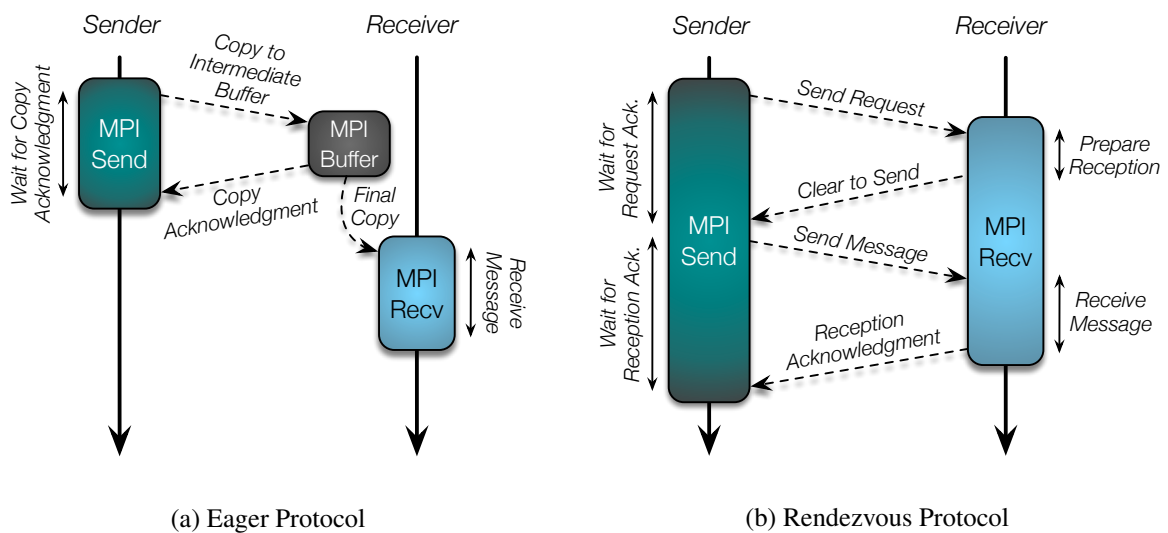 Sender
Receiver
Wait for Copy
Acknowledgment
MPI
Send
Copy to
Intermediate
Buffer
MPI
Buffer
Copy
Acknowledgment
Final
Copy
MPI
Recv
Receive
Message
(a) Eager Protocol
Sender
Receiver
Wait for
Request Ack.
Wait for
Reception Ack.
MPI
Send
Send Request
Clear to Send
Send Message
Reception
Acknowledgment
MPI
Recv
Prepare
Reception
Receive
Message
(b) Rendezvous Protocol